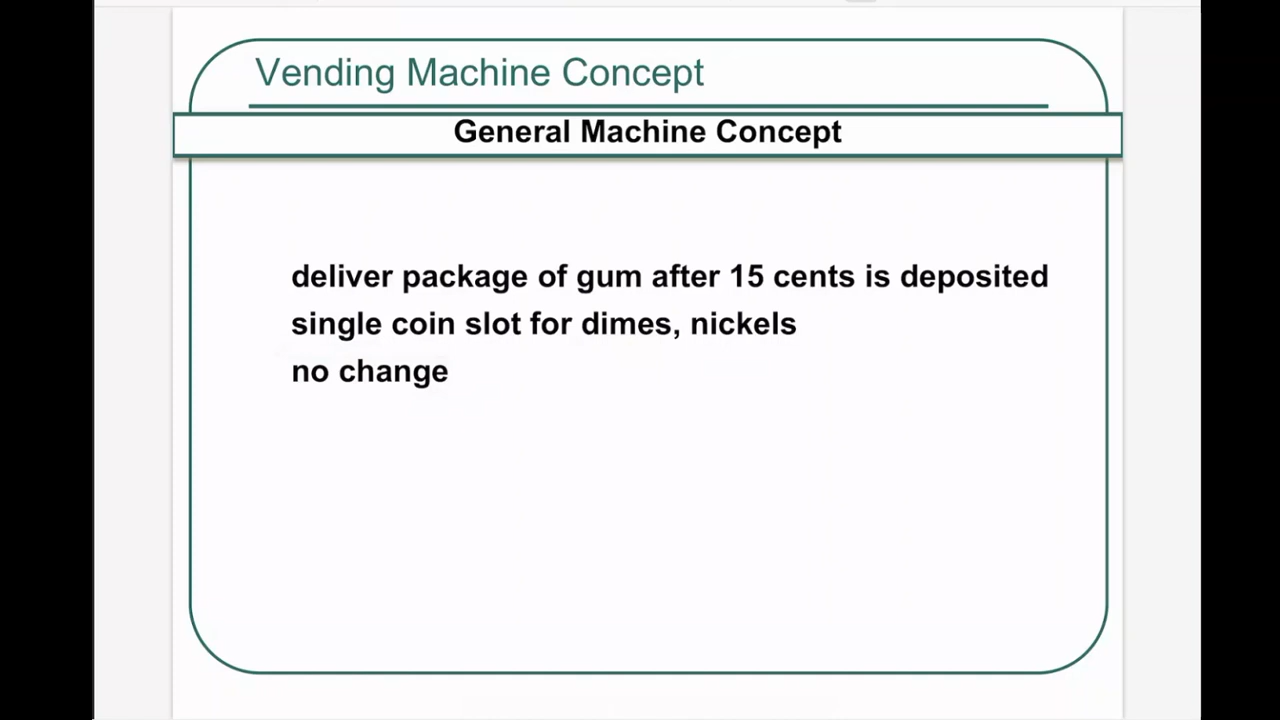 Vending Machine Concept
General Machine Concept
deliver package of gum after 15 cents is deposited
single coin slot for dimes, nickels
no change